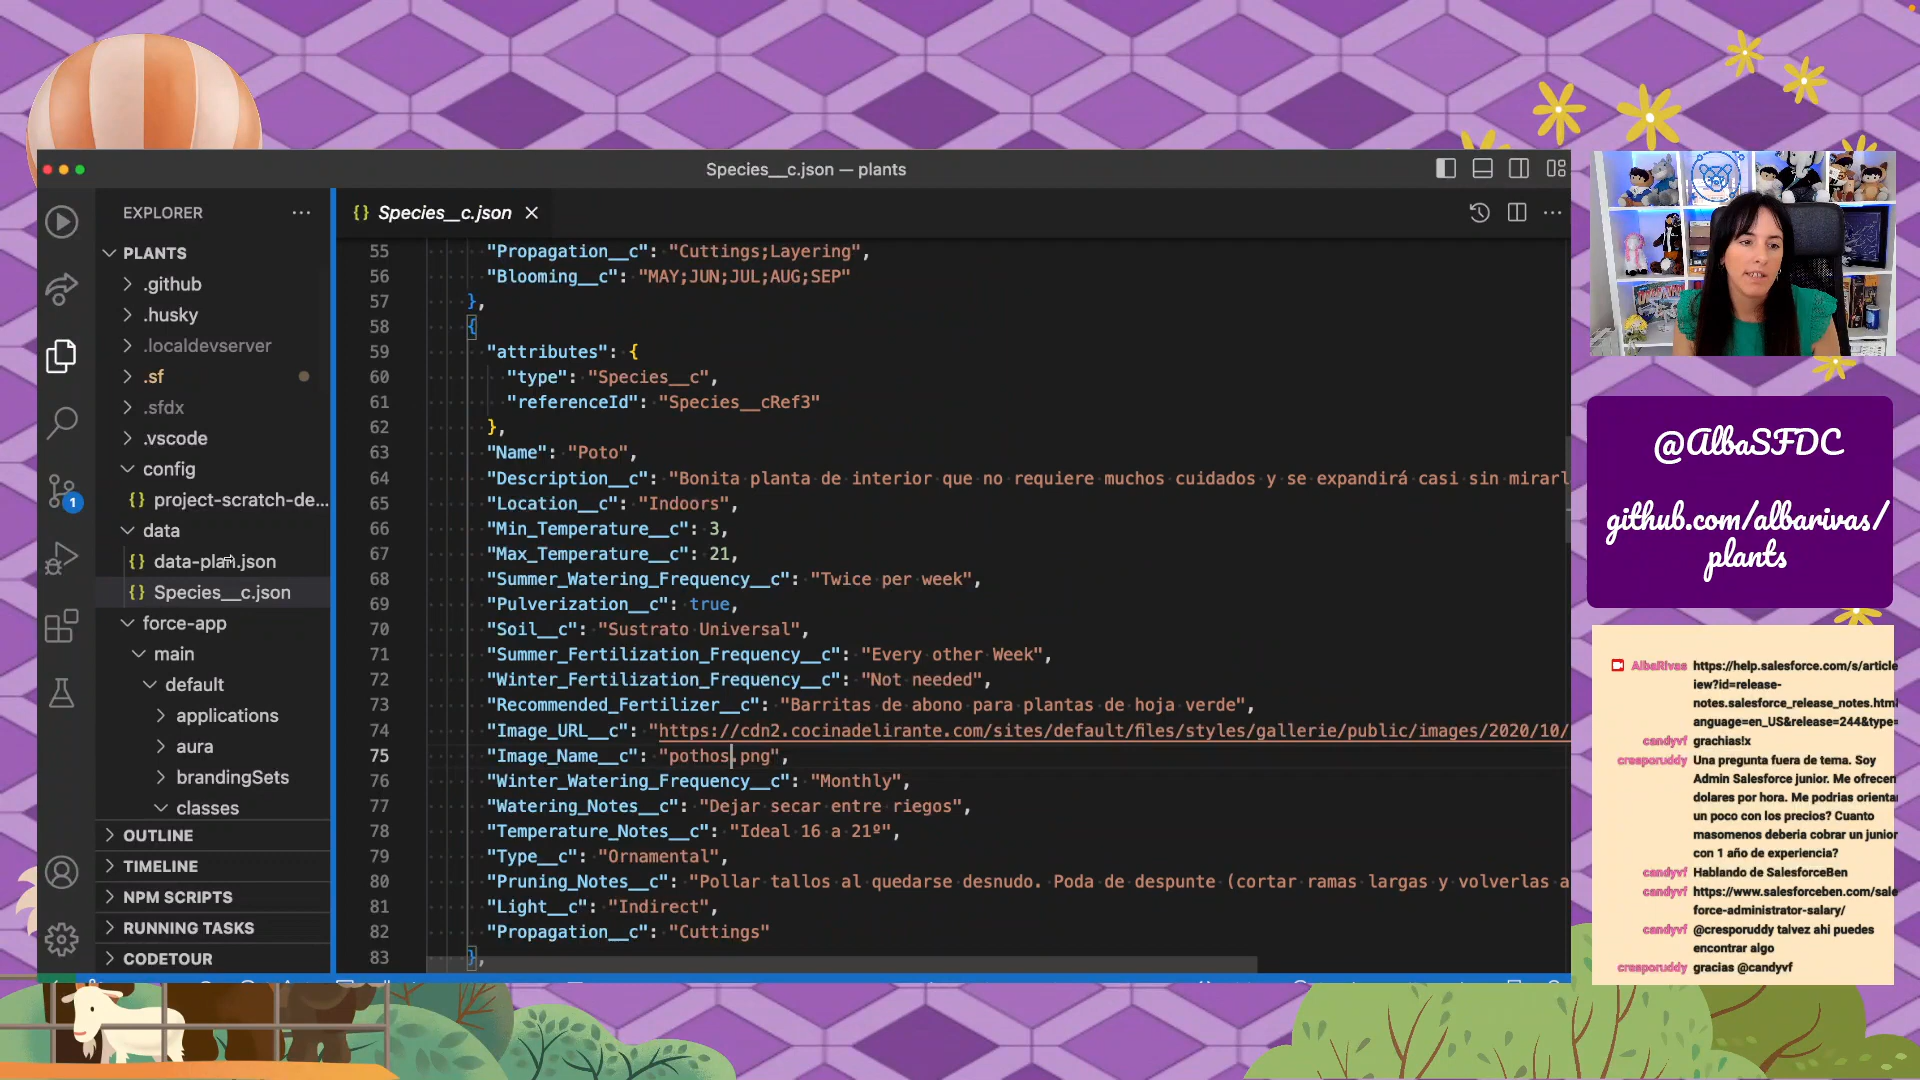 Species__c.json — plants
EXPLORER
PLANTS
.github
.husky
.localdevserver
.sf
.sfdx
.vscode
config
project-scratch-de...
data
data-plan.json
Species__c.json
force-app
main
default
applications
aura
brandingSets
classes
OUTLINE
TIMELINE
NPM SCRIPTS
RUNNING TASKS
CODETOUR
1
{} Species__c.json
55 "Propagation__c": "Cuttings;Layering",
56 "Blooming__c": "MAY;JUN;JUL;AUG;SEP"
57 },
58 {
59 "attributes": {
60 "type": "Species__c",
61 "referenceId": "Species__cRef3"
62 },
63 "Name": "Poto",
64 "Description__c": "Bonita planta de interior que no requiere muchos cuidados y se expandirá casi sin mirarl
65 "Location__c": "Indoors",
66 "Min_Temperature__c": 3,
67 "Max_Temperature__c": 21,
68 "Summer_Watering_Frequency__c": "Twice per week",
69 "Pulverization__c": true,
70 "Soil__c": "Sustrato Universal",
71 "Summer_Fertilization_Frequency__c": "Every other Week",
72 "Winter_Fertilization_Frequency__c": "Not needed",
73 "Recommended_Fertilizer__c": "Barritas de abono para plantas de hoja verde",
74 "Image_URL__c": "https://cdn2.cocinadelirante.com/sites/default/files/styles/gallerie/public/images/2020/10/
75 "Image_Name__c": "pothos.png",
76 "Winter_Watering_Frequency__c": "Monthly",
77 "Watering_Notes__c": "Dejar secar entre riegos",
78 "Temperature_Notes__c": "Ideal 16 a 21º",
79 "Type__c": "Ornamental",
80 "Pruning_Notes__c": "Pollar tallos al quedarse desnudo. Poda de despunte (cortar ramas largas y volverlas a
81 "Light__c": "Indirect",
82 "Propagation__c": "Cuttings"
83 },
@AlbaSFDC
github.com/albarivas/
plants
AlbaRivas https://help.salesforce.com/s/article
iew?id=release-
notes.salesforce_release_notes.html
anguage=en_US&release=244&type=
candyvf grachias!x
cresporuddy Una pregunta fuera de tema. Soy
Admin Salesforce junior. Me ofrecen
dolares por hora. Me podrias orienta
un poco con los precios? Cuanto
masomenos deberia cobrar un junior
con 1 año de experiencia?
candyvf Hablando de SalesforceBen
candyvf https://www.salesforceben.com/sale
force-administrator-salary/
candyvf @cresporuddy talvez ahi puedes
encontrar algo
cresporuddy gracias @candyvf